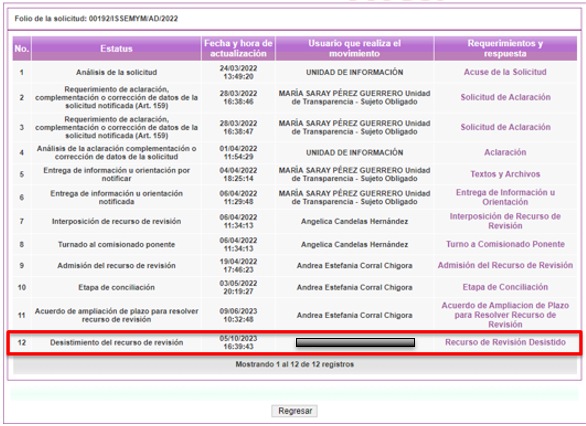 Folio de la solicitud: 00192/ISSEMYM/AD/2022
No. Estatus Fecha y hora de actualización Usuario que realiza el movimiento Requerimientos y respuesta
1 Análisis de la solicitud 24/03/2022 13:49:20 UNIDAD DE INFORMACIÓN Acuse de la Solicitud
2 Requerimiento de aclaración, complementación o corrección de datos de la solicitud notificada (Art. 159) 28/03/2022 16:38:46 MARÍA SARAY PÉREZ GUERRERO Unidad de Transparencia - Sujeto Obligado Solicitud de Aclaración
3 Requerimiento de aclaración, complementación o corrección de datos de la solicitud notificada (Art. 159) 28/03/2022 16:38:47 MARÍA SARAY PÉREZ GUERRERO Unidad de Transparencia - Sujeto Obligado Solicitud de Aclaración
4 Análisis de la aclaración complementación o corrección de datos de la solicitud 01/04/2022 11:54:29 UNIDAD DE INFORMACIÓN Aclaración
5 Entrega de información u orientación por notificar 04/04/2022 18:25:14 MARÍA SARAY PÉREZ GUERRERO Unidad de Transparencia - Sujeto Obligado Textos y Archivos
6 Entrega de información u orientación notificada 06/04/2022 11:29:48 MARÍA SARAY PÉREZ GUERRERO Unidad de Transparencia - Sujeto Obligado Entrega de Información u Orientación
7 Interposición de recurso de revisión 06/04/2022 11:34:13 Angelica Candelas Hernández Interposición de Recurso de Revisión
8 Turnado al comisionado ponente 06/04/2022 11:34:13 Angelica Candelas Hernández Turno a Comisionado Ponente
9 Admisión del recurso de revisión 19/04/2022 17:46:23 Andrea Estefania Corral Chigora Admisión del Recurso de Revisión
10 Etapa de conciliación 03/05/2022 20:19:27 Andrea Estefania Corral Chigora Etapa de Conciliación
11 Acuerdo de ampliación de plazo para resolver recurso de revisión 09/06/2023 10:32:48 Andrea Estefania Corral Chigora Acuerdo de Ampliacion de Plazo para Resolver Recurso de Revisión
12 Desistimiento del recurso de revisión 05/10/2023 16:39:43 Recurso de Revisión Desistido
Mostrando 1 al 12 de 12 registros
Regresar